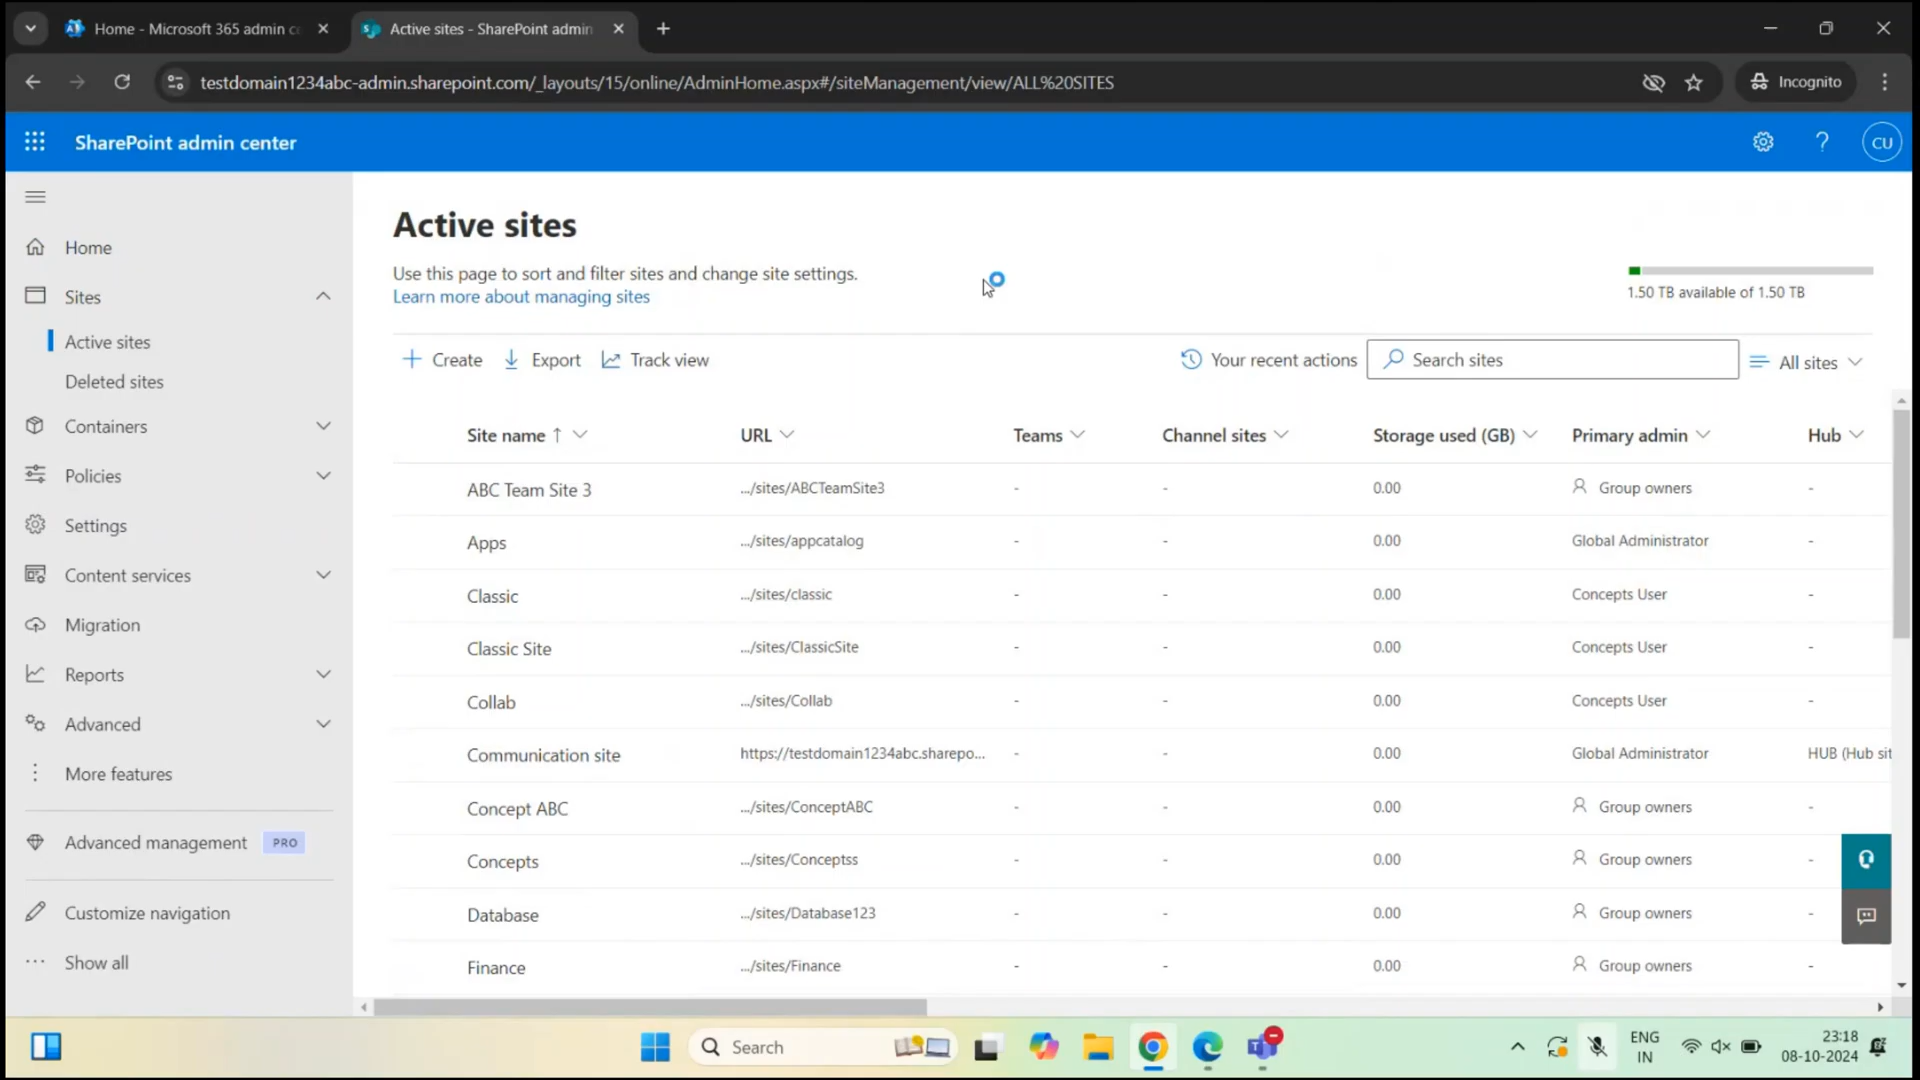 Home - Microsoft 365 admin ce
Active sites - SharePoint admin
testdomain1234abc-admin.sharepoint.com/_layouts/15/online/AdminHome.aspx#/siteManagement/view/ALL%20SITES
Incognito
SharePoint admin center
CU
Home
Sites
Active sites
Deleted sites
Containers
Policies
Settings
Content services
Migration
Reports
Advanced
More features
Advanced management PRO
Customize navigation
Show all
Active sites
Use this page to sort and filter sites and change site settings.
Learn more about managing sites
1.50 TB available of 1.50 TB
Create Export Track view Your recent actions Search sites All sites
Site name URL Teams Channel sites Storage used (GB) Primary admin Hub
ABC Team Site 3 .../sites/ABCTeamSite3 - - 0.00 Group owners -
Apps .../sites/appcatalog - - 0.00 Global Administrator -
Classic .../sites/classic - - 0.00 Concepts User -
Classic Site .../sites/ClassicSite - - 0.00 Concepts User -
Collab .../sites/Collab - - 0.00 Concepts User -
Communication site https://testdomain1234abc.sharepo... - - 0.00 Global Administrator HUB (Hub sit
Concept ABC .../sites/ConceptABC - - 0.00 Group owners -
Concepts .../sites/Conceptss - - 0.00 Group owners -
Database .../sites/Database123 - - 0.00 Group owners -
Finance .../sites/Finance - - 0.00 Group owners -
Search
ENG
IN
23:18
08-10-2024